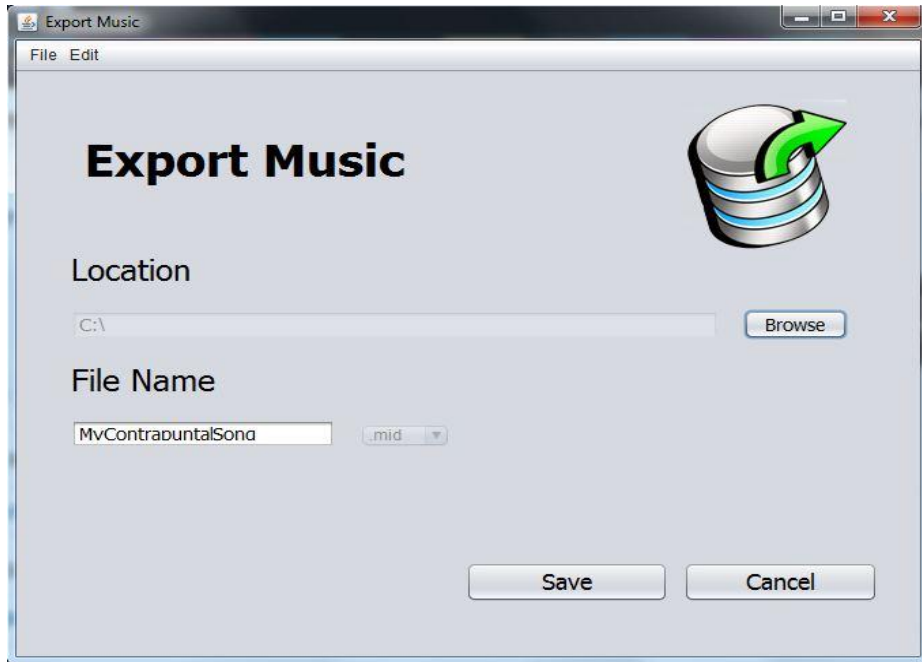 Export Music
File Edit
Export Music
Location
C:\
Browse
File Name
MyContrapuntalSong
.mid
Save
Cancel